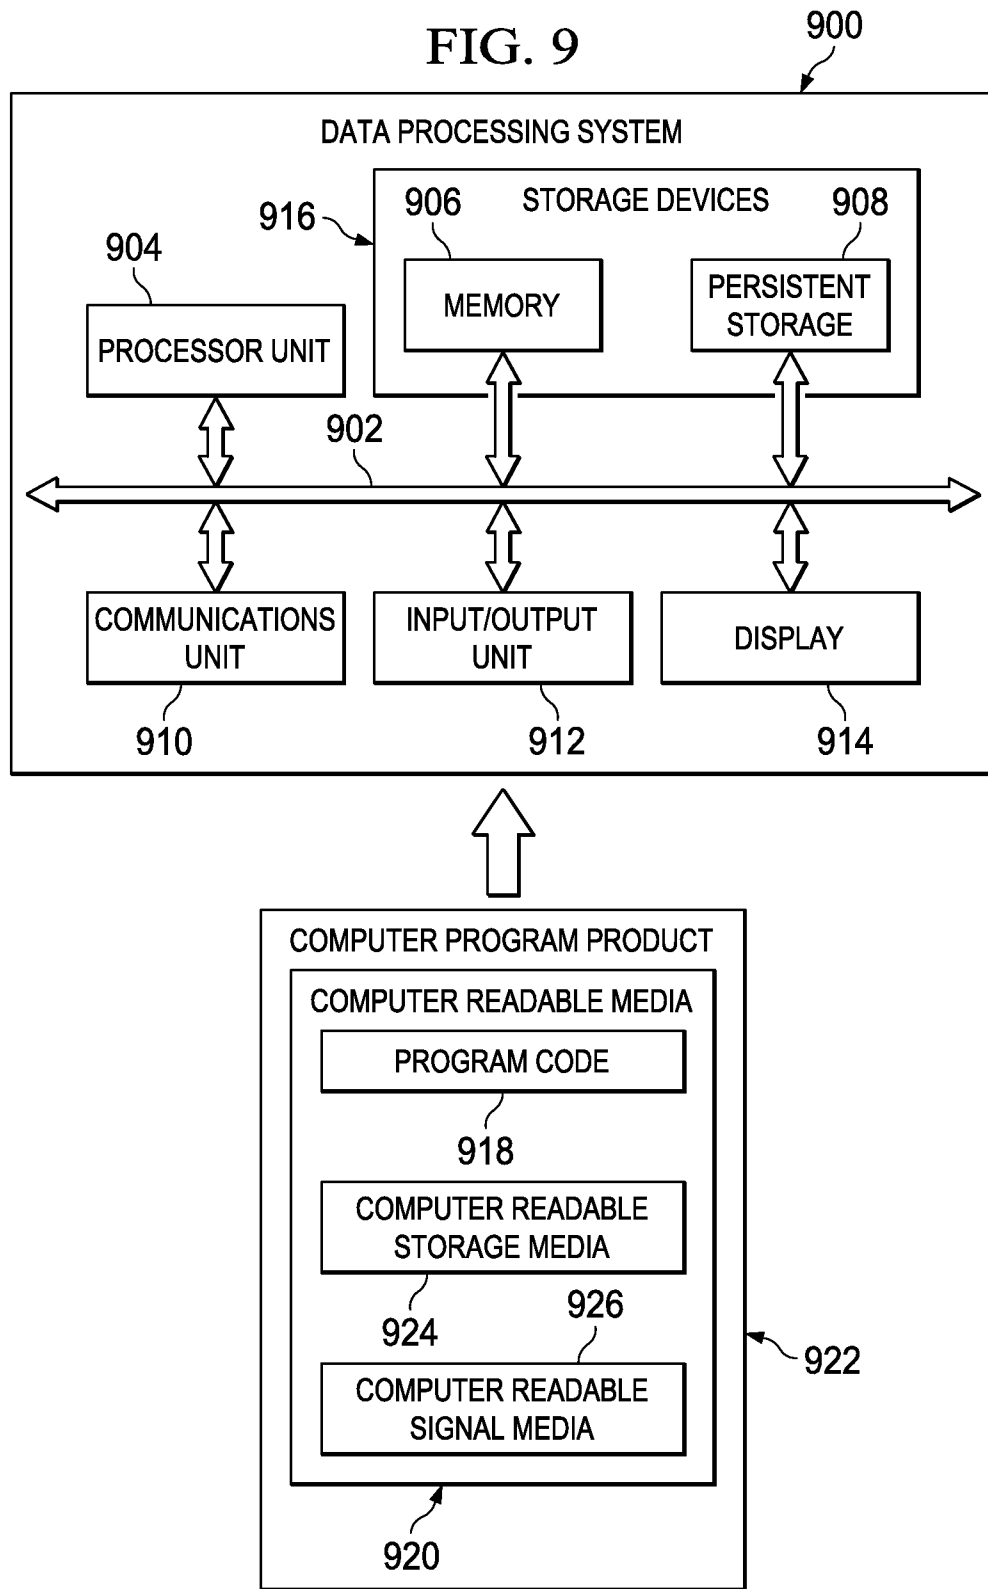 FIG. 9
900
DATA PROCESSING SYSTEM
STORAGE DEVICES
916
906
908
904
MEMORY
PERSISTENT
STORAGE
PROCESSOR UNIT
902
COMMUNICATIONS
UNIT
INPUT/OUTPUT
UNIT
DISPLAY
910
912
914
COMPUTER PROGRAM PRODUCT
COMPUTER READABLE MEDIA
PROGRAM CODE
918
COMPUTER READABLE
STORAGE MEDIA
924
926
922
COMPUTER READABLE
SIGNAL MEDIA
920